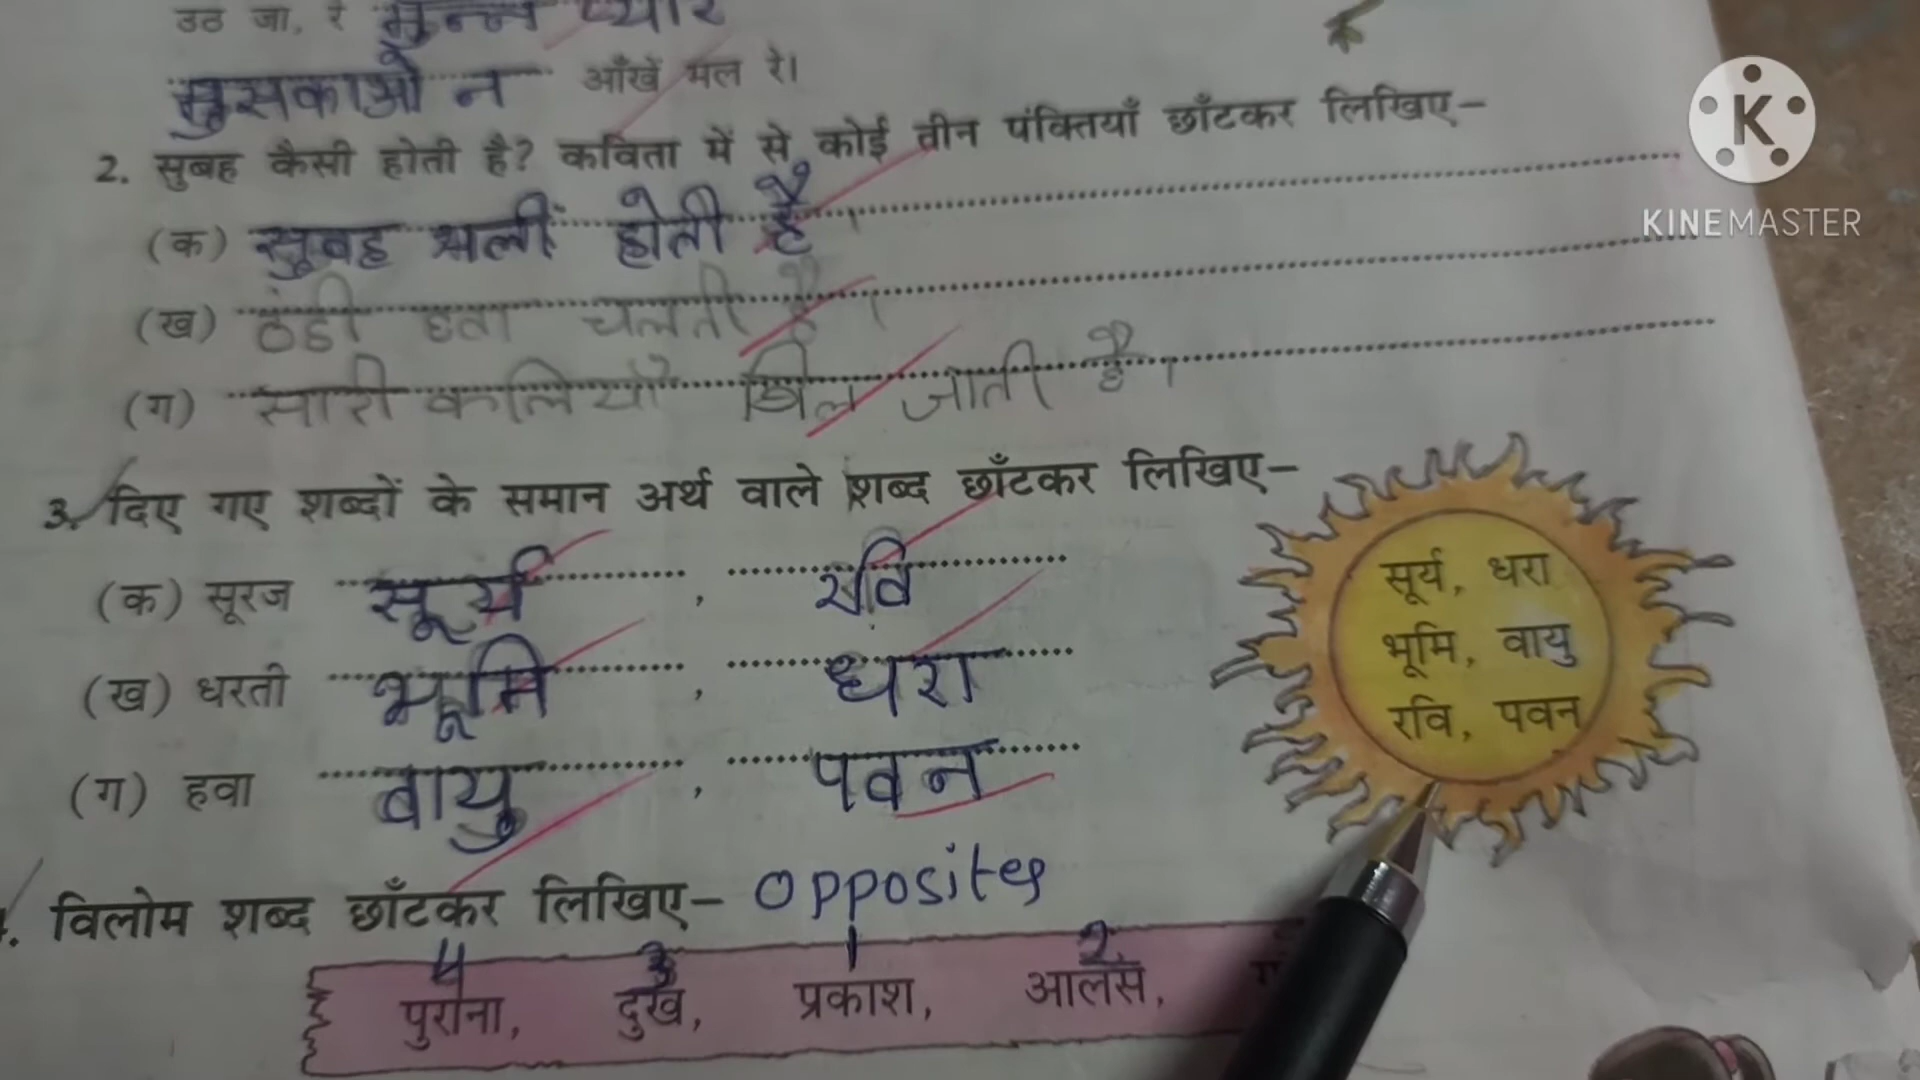 उठ जा, रे मुन्ने प्यारे
मुसकाओ न आँखें मल रे।
2. सुबह कैसी होती है? कविता में से कोई तीन पंक्तियाँ छाँटकर लिखिए–
(क) सुबह भली होती है।
(ख) ठंडी हवा चलती है।
(ग) सारी कलियाँ खिल जाती है।
3. दिए गए शब्दों के समान अर्थ वाले शब्द छाँटकर लिखिए–
(क) सूरज सूर्य, रवि
(ख) धरती भूमि, धरा
(ग) हवा वायु, पवन
सूर्य, धरा
भूमि, वायु
रवि, पवन
4. विलोम शब्द छाँटकर लिखिए– opposites
4 3 1 2
पुराना, दुख, प्रकाश, आलस,
K
KINEMASTER